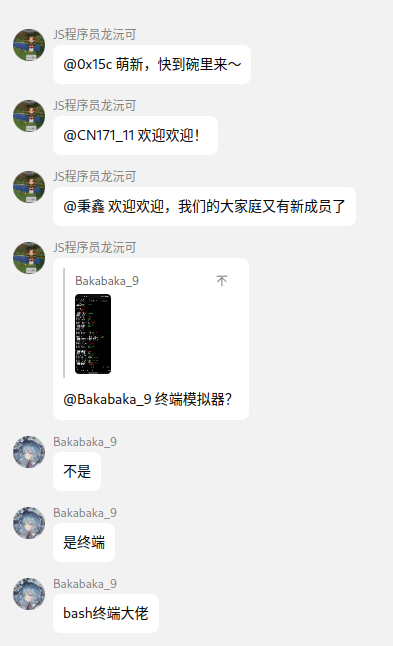 JS程序员龙沅可
@0x15c 萌新，快到碗里来～
JS程序员龙沅可
@CN171_11 欢迎欢迎！
JS程序员龙沅可
@秉鑫 欢迎欢迎，我们的大家庭又有新成员了
JS程序员龙沅可
Bakabaka_9
@Bakabaka_9 终端模拟器？
Bakabaka_9
不是
Bakabaka_9
是终端
Bakabaka_9
bash终端大佬